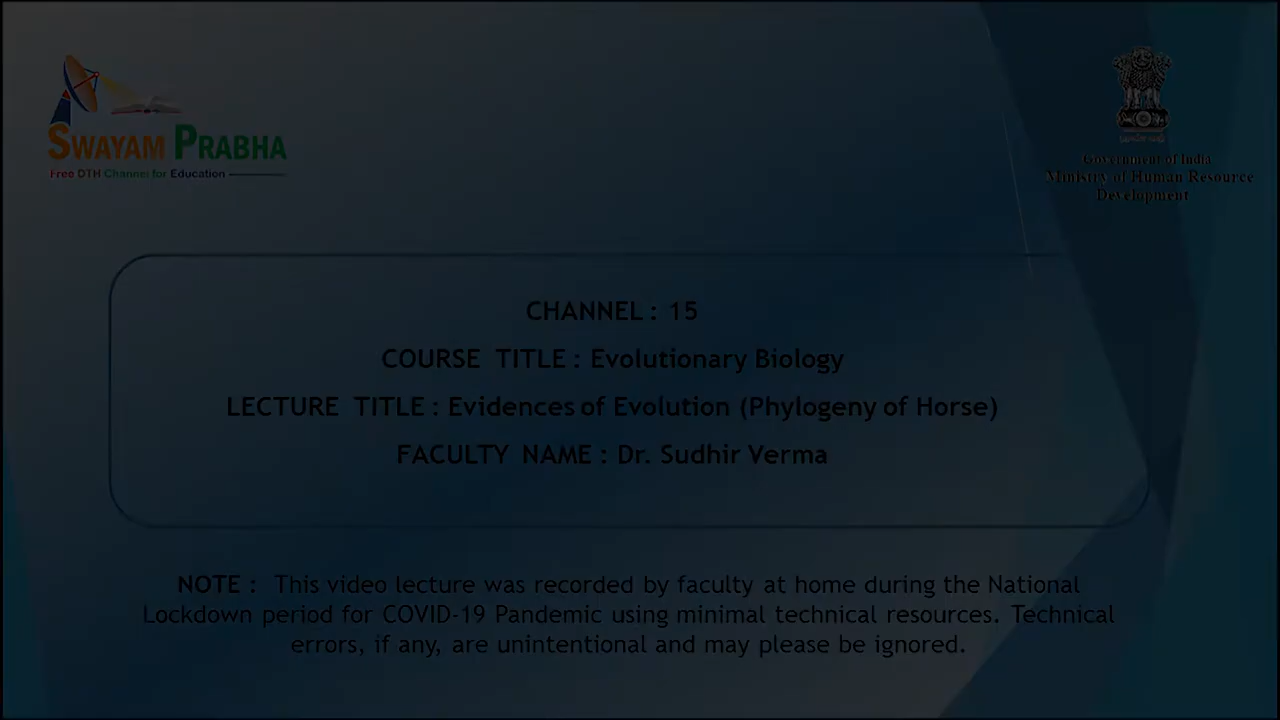 SWAYAM PRABHA
Free DTH Channel for Education
Government of India
Ministry of Human Resource
Development
CHANNEL : 15
COURSE TITLE : Evolutionary Biology
LECTURE TITLE : Evidences of Evolution (Phylogeny of Horse)
FACULTY NAME : Dr. Sudhir Verma
NOTE : This video lecture was recorded by faculty at home during the National
Lockdown period for COVID-19 Pandemic using minimal technical resources. Technical
errors, if any, are unintentional and may please be ignored.